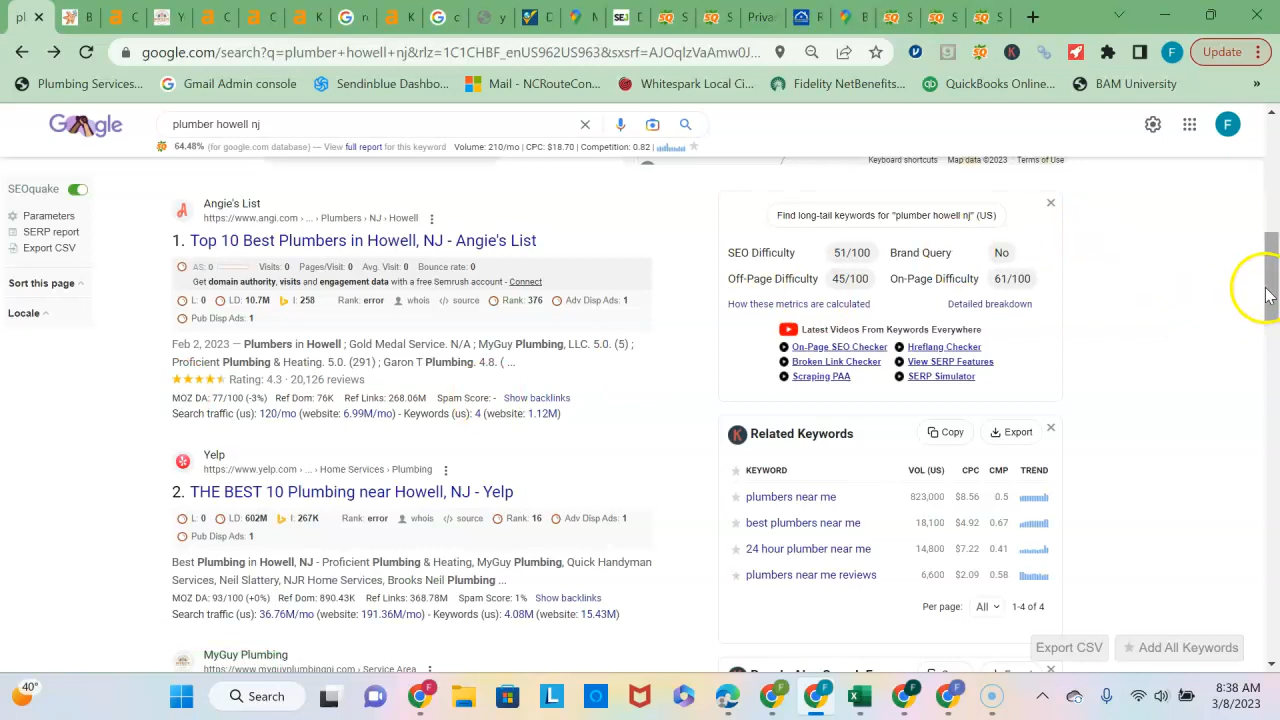 pl
B
C
C
A
n
K
C
y
D
M
SEJ
Priva
B
google.com/search?q=plumber+howell+nj&rlz=1C1CHBF_enUS962US963&sxsrf=AJOqlzVaAmw0J...
Update
Plumbing Services...
Gmail Admin console
Sendinblue Dashboard
Mail - NCRouteCon...
Whitespark Local Ci...
Fidelity NetBenefits...
QuickBooks Online...
BAM University
»
Google
plumber howell nj
F
64.48% (for google.com database) — View full report for this keyword Volume: 210/mo | CPC: $18.70 | Competition: 0.82 |
Keyboard shortcuts Map data ©2023 Terms of Use
SEOquake
Parameters
SERP report
Export CSV
Sort this page
Locale
Angie's List
https://www.angi.com › ... › Plumbers › NJ › Howell
1. Top 10 Best Plumbers in Howell, NJ - Angie's List
AS: 0 Visits: 0 Pages/Visit: 0 Avg. Visit: 0 Bounce rate: 0
Get domain authority, visits and engagement data with a free Semrush account - Connect
L: 0 LD: 10.7M I: 258 Rank: error whois source Rank: 376 Adv Disp Ads: 1
Pub Disp Ads: 1
Feb 2, 2023 — Plumbers in Howell ; Gold Medal Service. N/A ; MyGuy Plumbing, LLC. 5.0. (5) ;
Proficient Plumbing & Heating. 5.0. (291) ; Garon T Plumbing. 4.8. ( ...
Rating: 4.3 · 20,126 reviews
MOZ DA: 77/100 (-3%) Ref Dom: 76K Ref Links: 268.06M Spam Score: - Show backlinks
Search traffic (us): 120/mo (website: 6.99M/mo) - Keywords (us): 4 (website: 1.12M)
Yelp
https://www.yelp.com › ... › Home Services › Plumbing
2. THE BEST 10 Plumbing near Howell, NJ - Yelp
L: 0 LD: 602M I: 267K Rank: error whois source Rank: 16 Adv Disp Ads: 1
Pub Disp Ads: 1
Best Plumbing in Howell, NJ - Proficient Plumbing & Heating, MyGuy Plumbing, Quick Handyman
Services, Neil Slattery, NJR Home Services, Brooks Neil Plumbing ...
MOZ DA: 93/100 (+0%) Ref Dom: 890.43K Ref Links: 368.78M Spam Score: 1% Show backlinks
Search traffic (us): 36.76M/mo (website: 191.36M/mo) - Keywords (us): 4.08M (website: 15.43M)
MyGuy Plumbing
https://www.myguyplumbingnj.com › Service Area
Find long-tail keywords for "plumber howell nj" (US)
SEO Difficulty 51/100 Brand Query No
Off-Page Difficulty 45/100 On-Page Difficulty 61/100
How these metrics are calculated Detailed breakdown
Latest Videos From Keywords Everywhere
On-Page SEO Checker Hreflang Checker
Broken Link Checker View SERP Features
Scraping PAA SERP Simulator
Related Keywords Copy Export
KEYWORD VOL (US) CPC CMP TREND
plumbers near me 823,000 $8.56 0.5
best plumbers near me 18,100 $4.92 0.67
24 hour plumber near me 14,800 $7.22 0.41
plumbers near me reviews 6,600 $2.09 0.58
Per page: All 1-4 of 4
Export CSV Add All Keywords
40°
Search
8:38 AM
3/8/2023